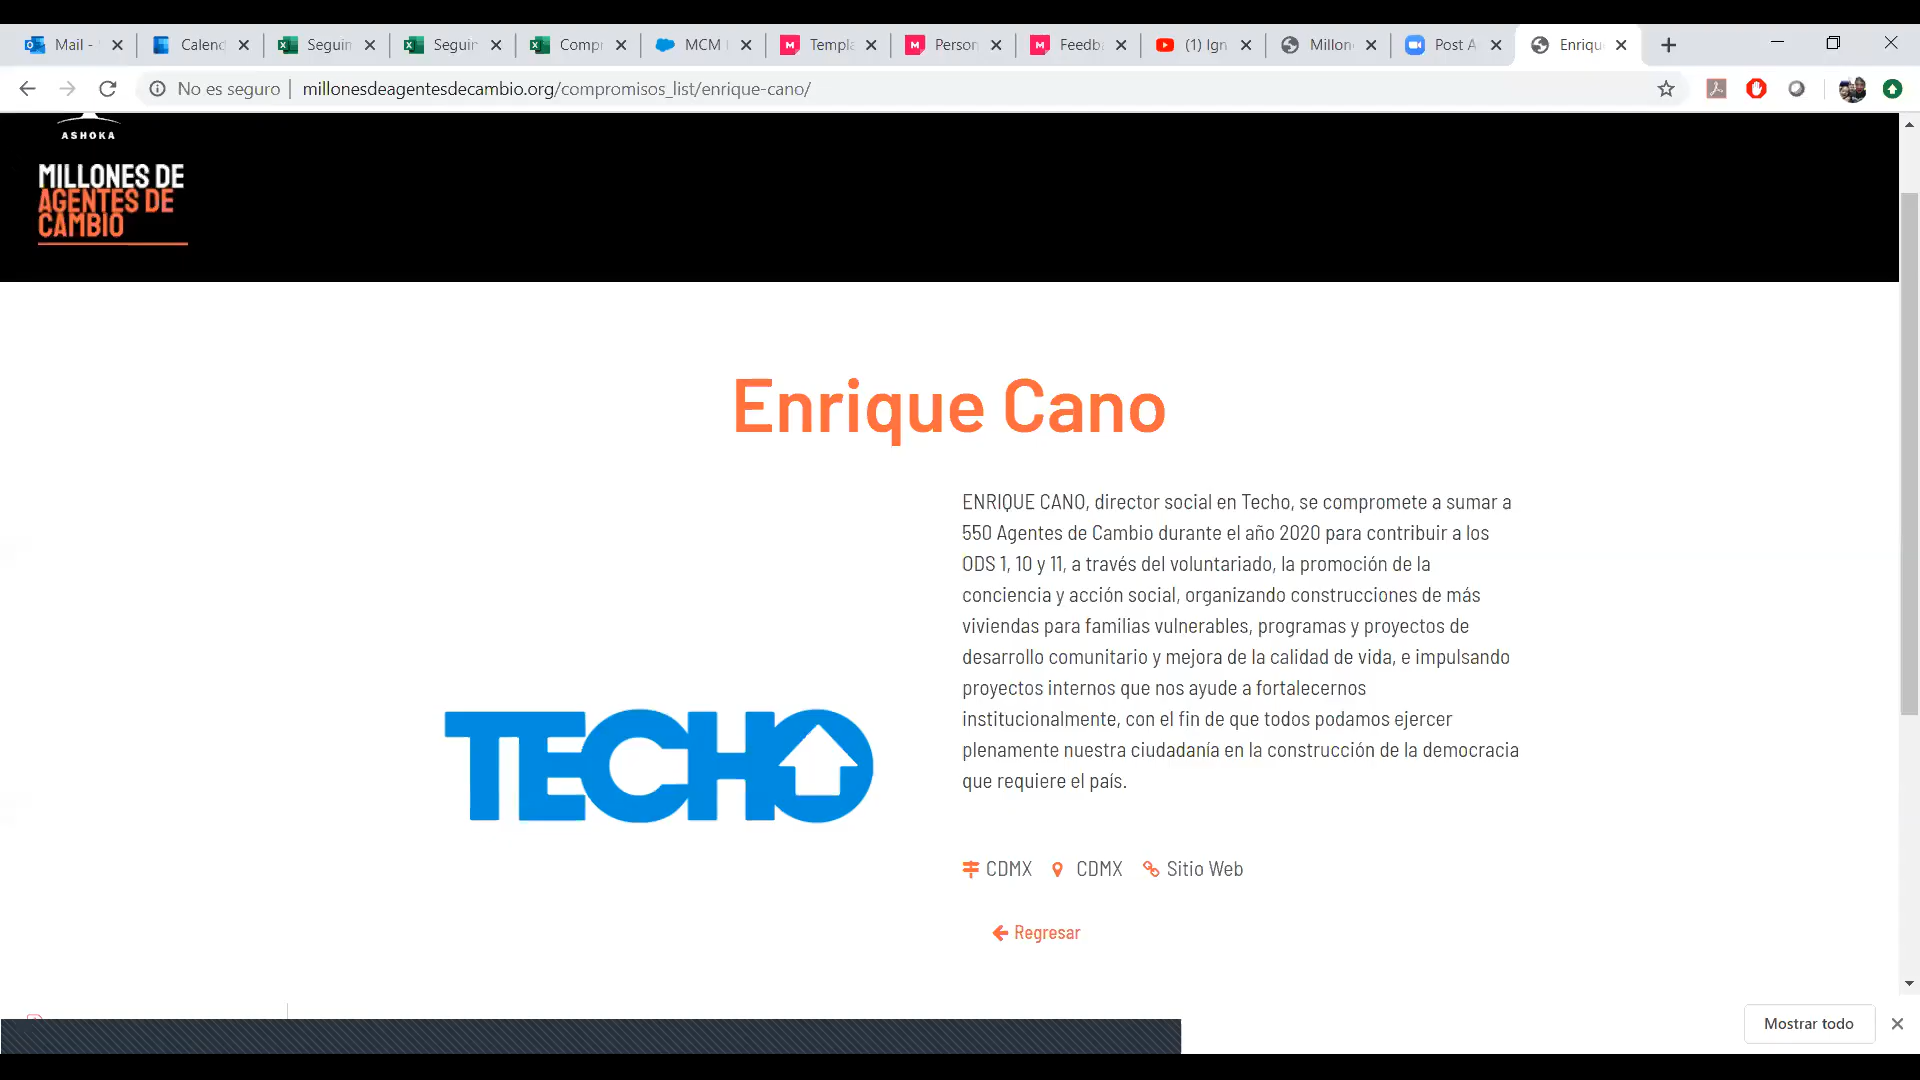 Mail -
Calend
Seguin
Seguin
Comp
MCM
Templa
Person
Feedb
(1) Ign
Millon
Post A
Enriqu
No es seguro | millonesdeagentesdecambio.org/compromisos_list/enrique-cano/
ASHOKA
MILLONES DE
AGENTES DE
CAMBIO
Enrique Cano
ENRIQUE CANO, director social en Techo, se compromete a sumar a
550 Agentes de Cambio durante el año 2020 para contribuir a los
ODS 1, 10 y 11, a través del voluntariado, la promoción de la
conciencia y acción social, organizando construcciones de más
viviendas para familias vulnerables, programas y proyectos de
desarrollo comunitario y mejora de la calidad de vida, e impulsando
proyectos internos que nos ayude a fortalecernos
institucionalmente, con el fin de que todos podamos ejercer
plenamente nuestra ciudadanía en la construcción de la democracia
que requiere el país.
TECHO
CDMX CDMX Sitio Web
Regresar
Mostrar todo